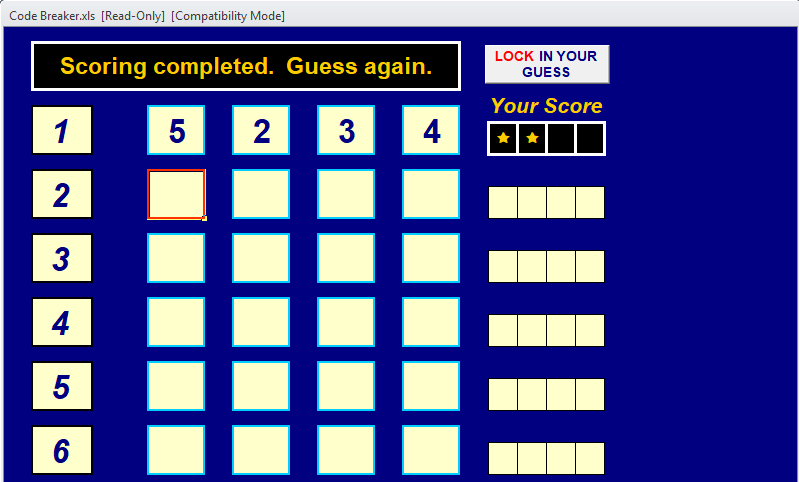 Code Breaker.xls  [Read-Only]  [Compatibility Mode]
Scoring completed.  Guess again.
LOCK IN YOUR
GUESS
Your Score
1 5 2 3 4
2
3
4
5
6